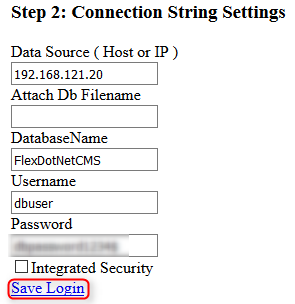 Step 2: Connection String Settings
Data Source ( Host or IP )
192.168.121.20
Attach Db Filename
DatabaseName
FlexDotNetCMS
Username
dbuser
Password
Integrated Security
Save Login